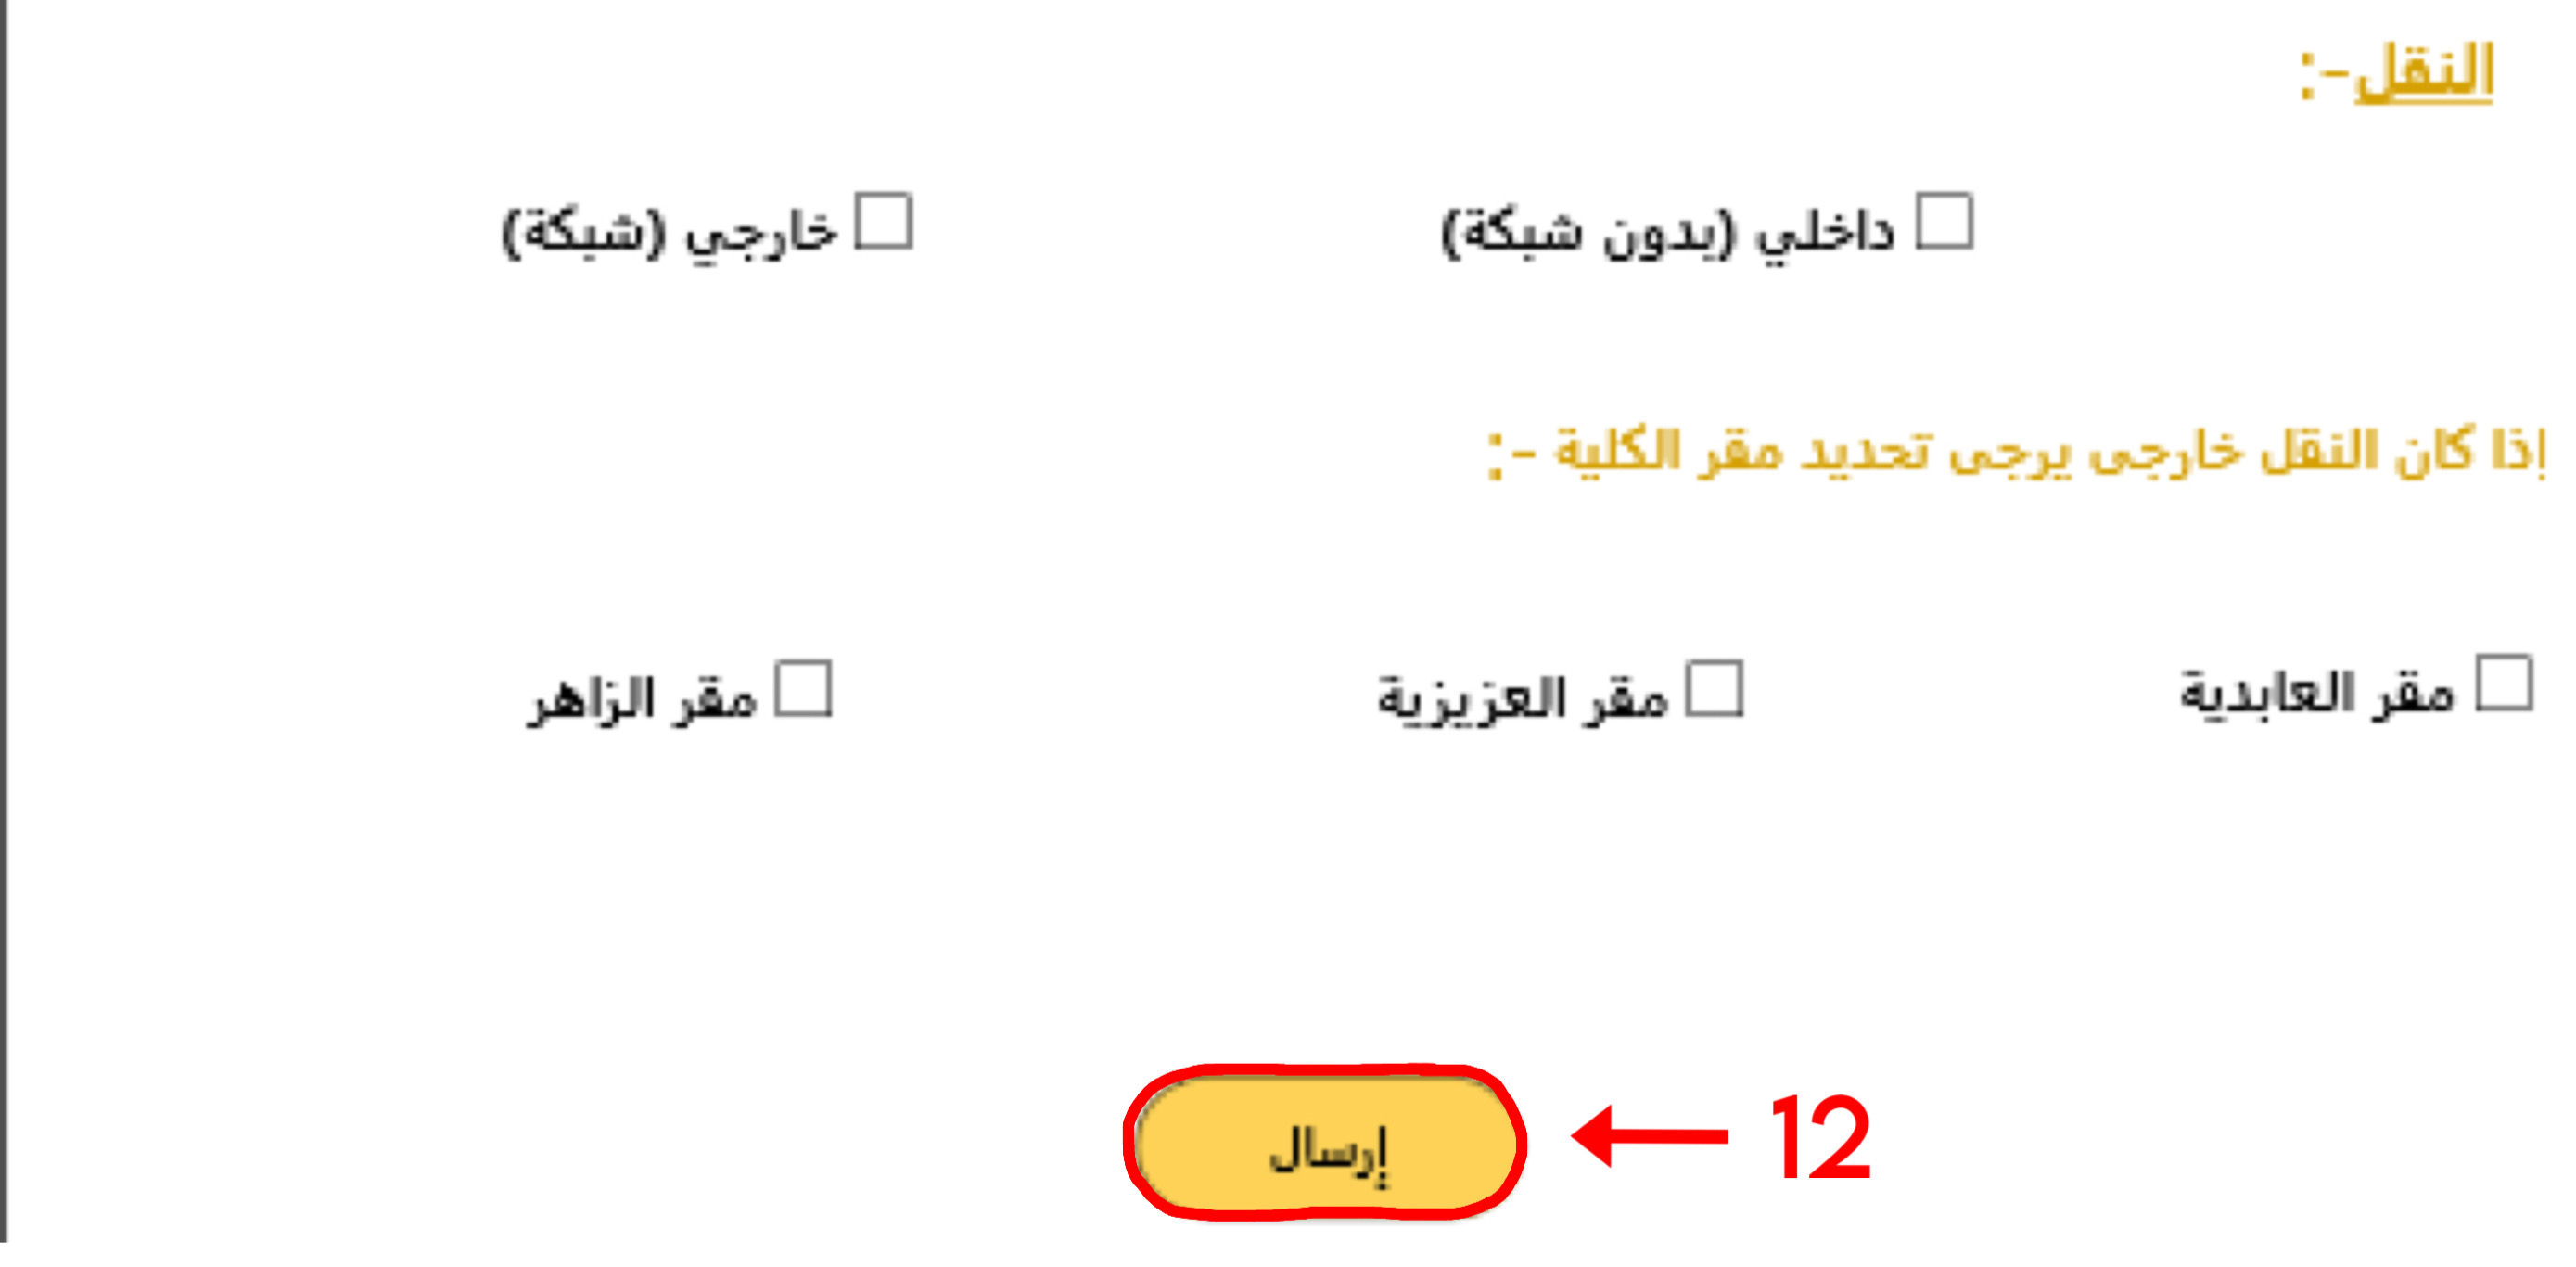 النقل-:
داخلي (بدون شبكة)
خارجي (شبكة)
إذا كان النقل خارجى يرجى تحديد مقر الكلية -:
مقر العابدية
مقر العزيزية
مقر الزاهر
إرسال
12